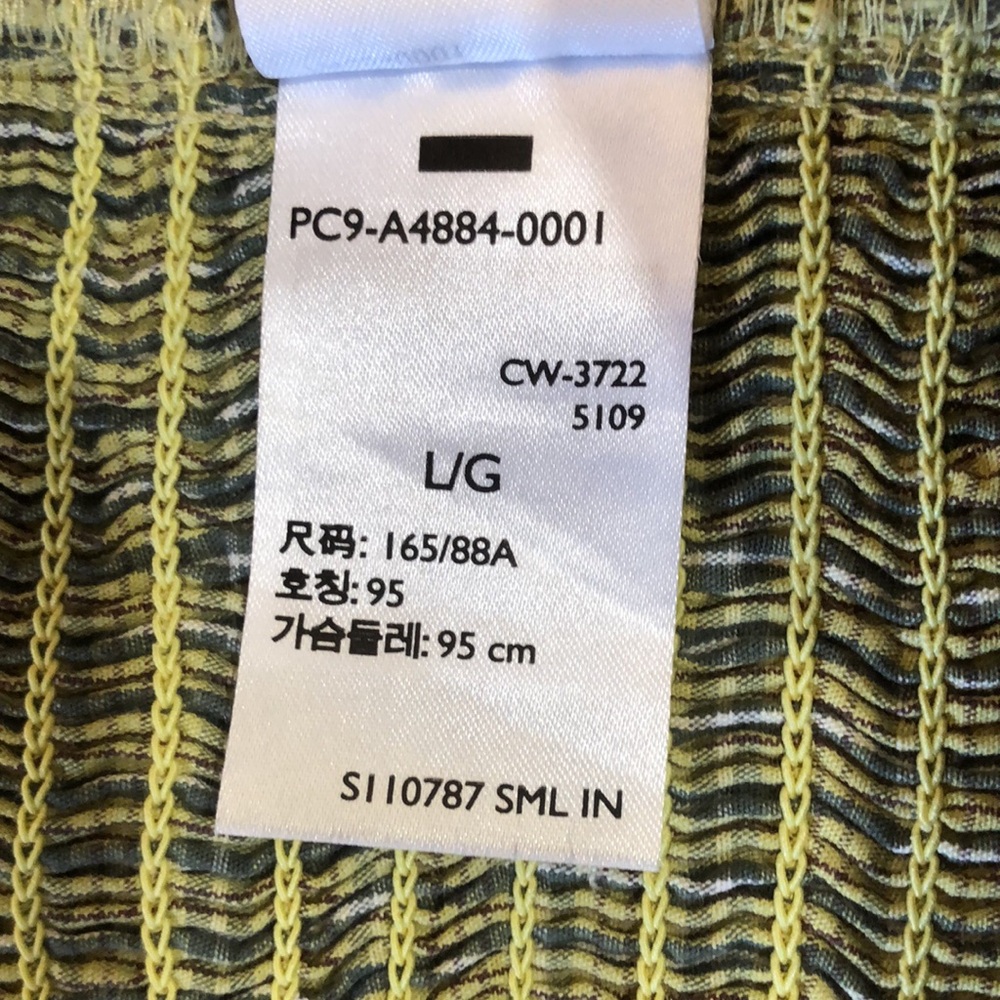 PC9-A4884-0001
CW-3722
5109
L/G
尺码: 165/88A
호칭: 95
가슴둘레: 95 cm
S110787 SML IN